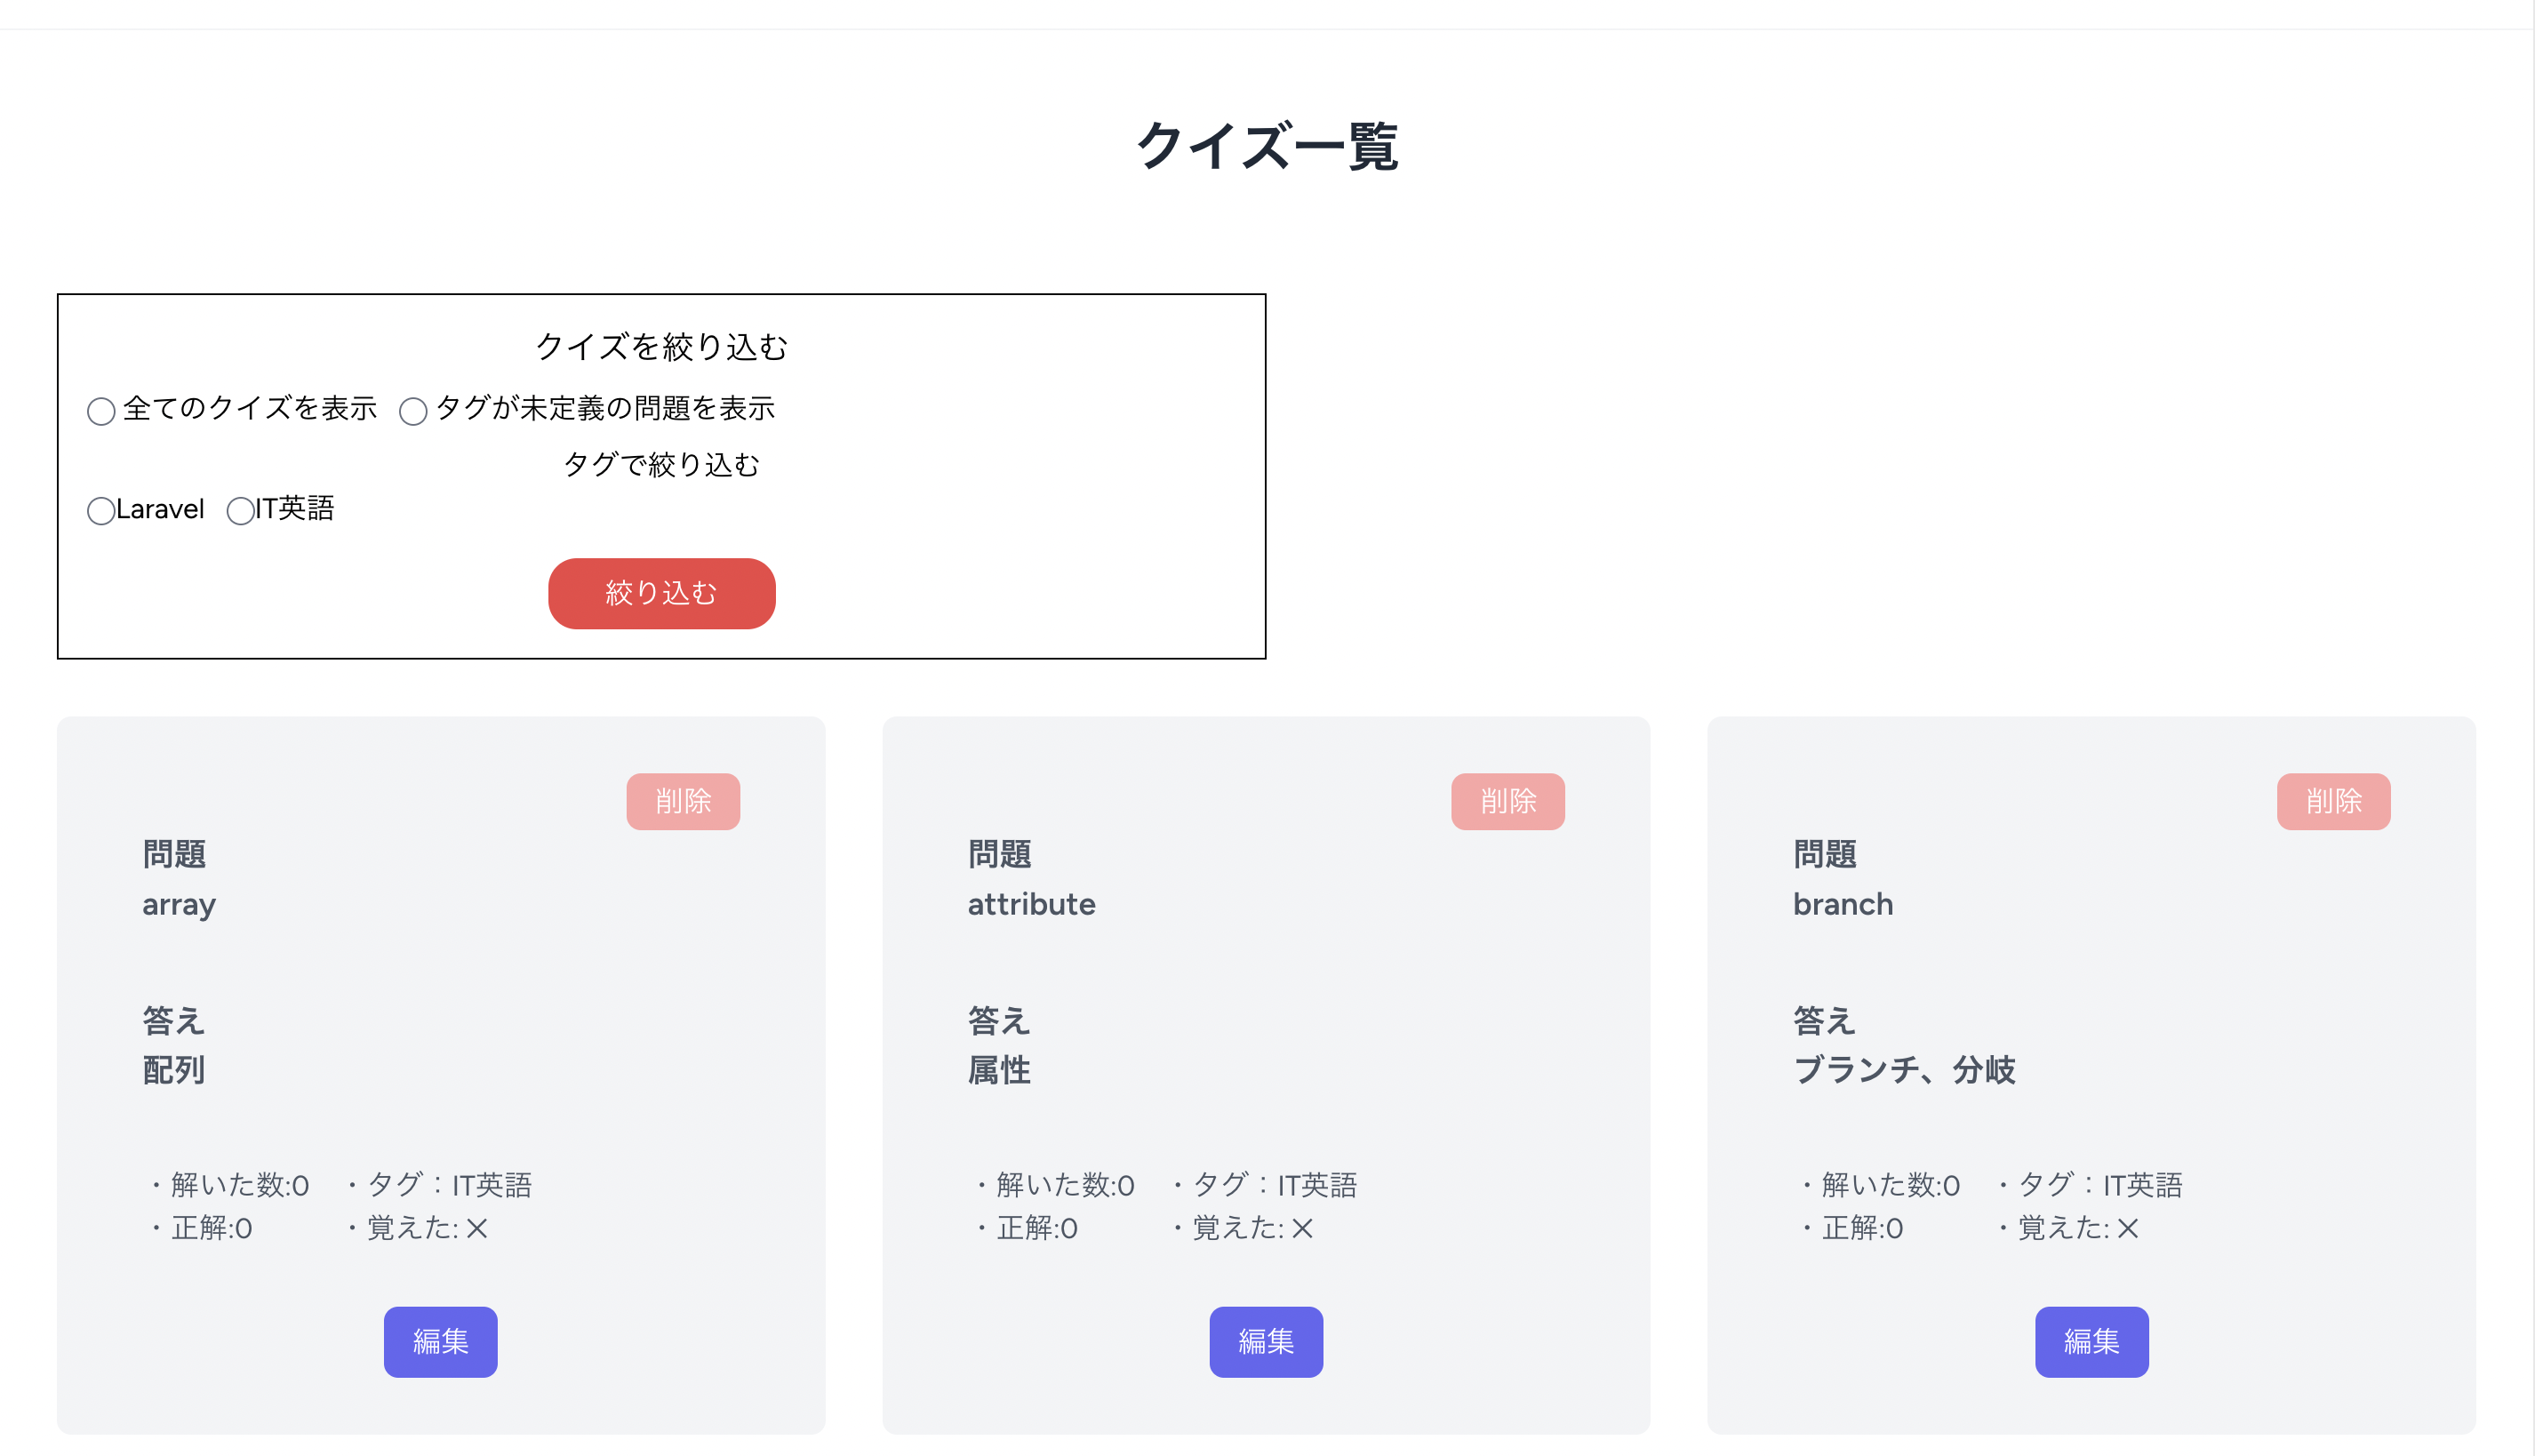 クイズ一覧
クイズを絞り込む
全てのクイズを表示 タグが未定義の問題を表示
タグで絞り込む
Laravel IT英語
絞り込む
削除
問題
array
答え
配列
・解いた数:0 ・タグ：IT英語
・正解:0 ・覚えた: ✕
編集
削除
問題
attribute
答え
属性
・解いた数:0 ・タグ：IT英語
・正解:0 ・覚えた: ✕
編集
削除
問題
branch
答え
ブランチ、分岐
・解いた数:0 ・タグ：IT英語
・正解:0 ・覚えた: ✕
編集